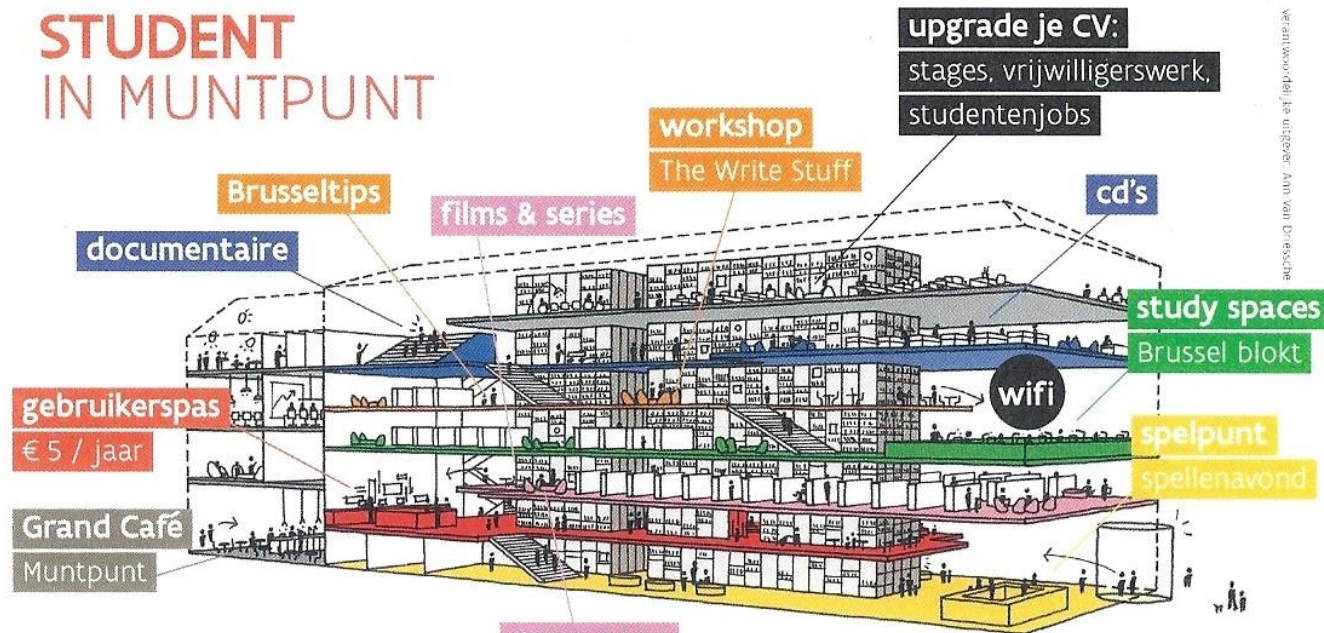 STUDENT
IN MUNTPUNT
upgrade je CV:
stages, vrijwilligerswerk,
studentenjobs
workshop
The Write Stuff
Brusseltips
films & series
cd's
documentaire
study spaces
Brussel blokt
wifi
gebruikerspas
€ 5 / jaar
spelpunt
spellenavond
Grand Café
Muntpunt
verantwoordelijke uitgever: Ann Van Driessche